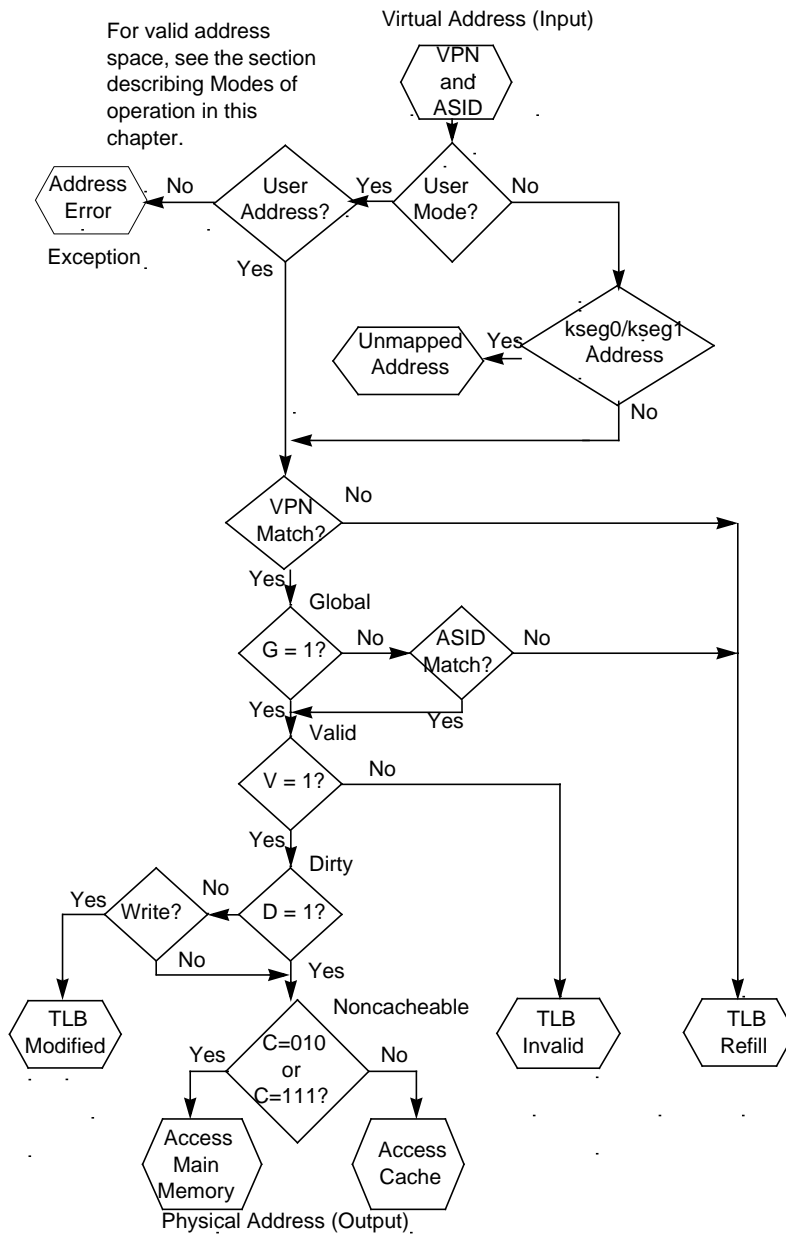 Virtual Address (Input)
For valid address
space, see the section
describing Modes of
operation in this
chapter.
VPN
and
ASID
Address
Error
No
User
Address?
Yes
User
Mode?
No
Exception
Yes
Unmapped
Address
Yes
kseg0/kseg1
Address
No
VPN
Match?
No
Yes
Global
G = 1?
No
ASID
Match?
No
Yes
Yes
Valid
V = 1?
No
Yes
Dirty
Yes
Write?
No
D = 1?
No
Yes
TLB
Modified
Noncacheable
TLB
Invalid
TLB
Refill
Yes
C=010
or
C=111?
No
Access
Main
Memory
Access
Cache
Physical Address (Output)